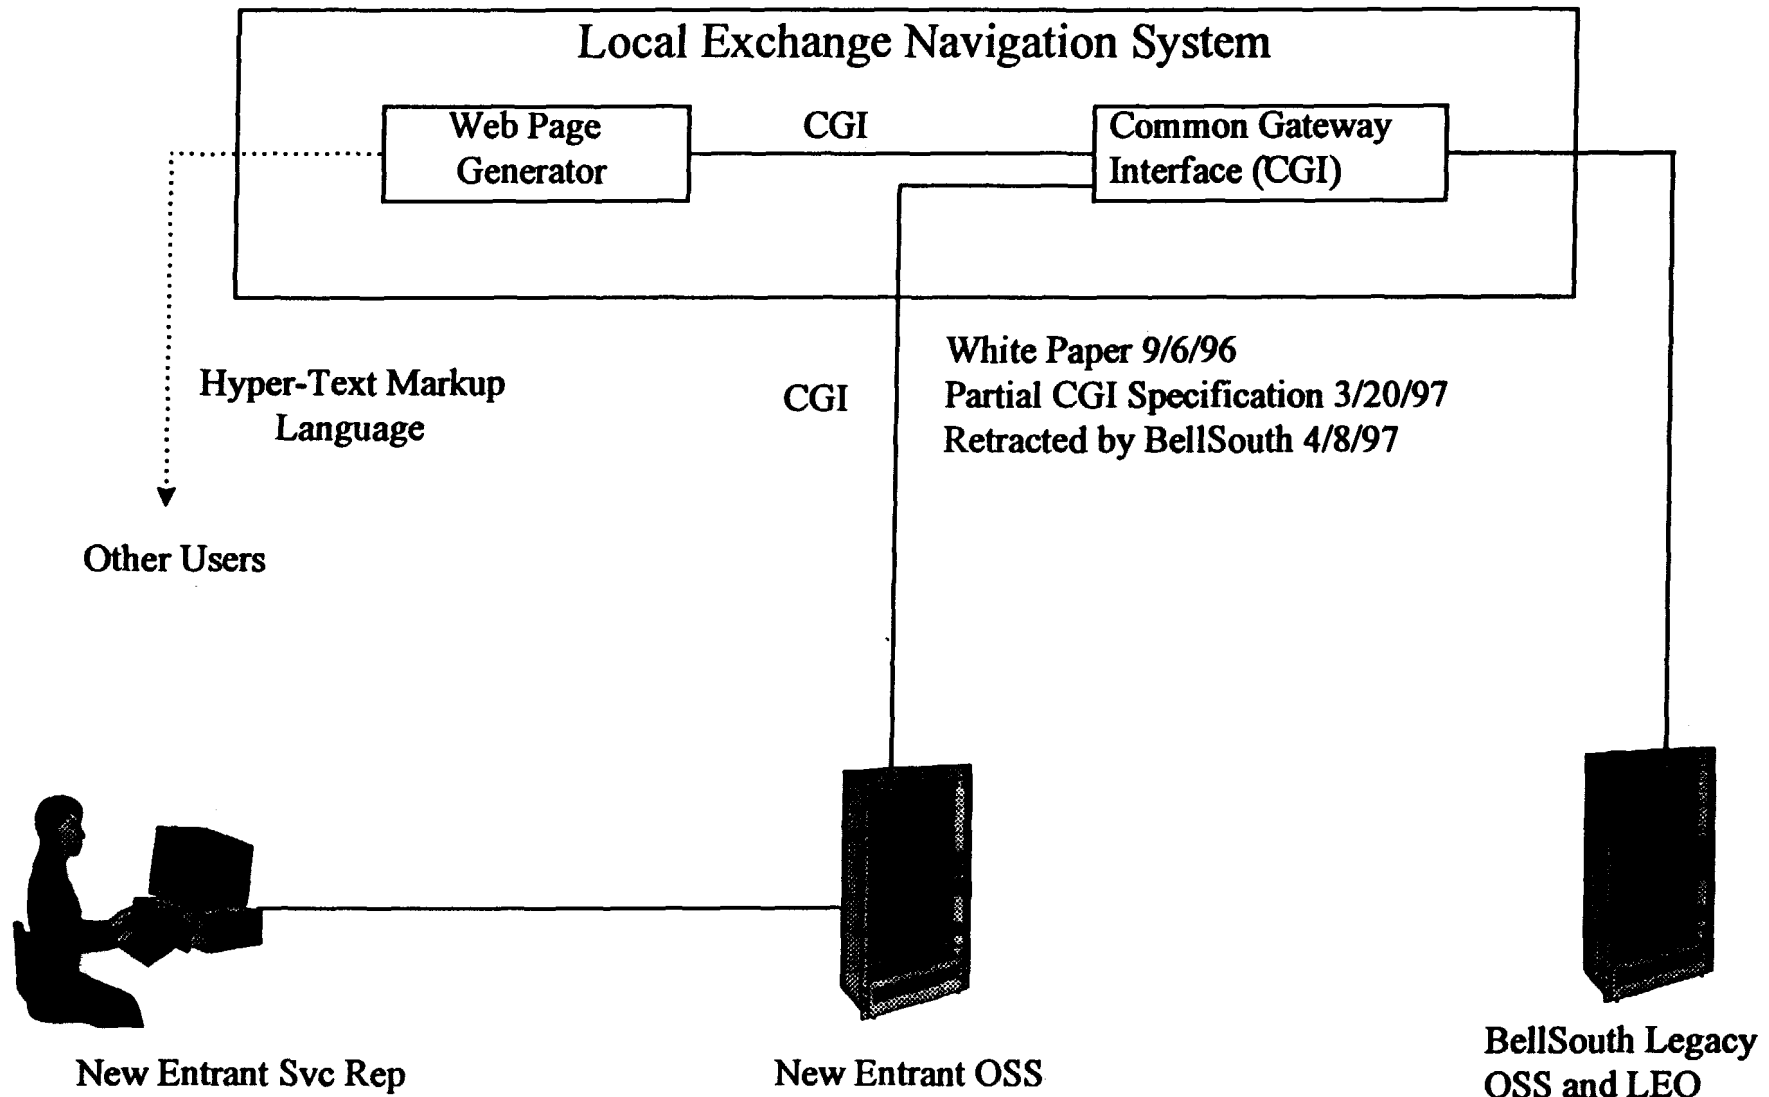 Local Exchange Navigation System
Web Page
Generator
CGI
Common Gateway
Interface (CGI)
Hyper-Text Markup
Language
CGI
White Paper 9/6/96
Partial CGI Specification 3/20/97
Retracted by BellSouth 4/8/97
Other Users
New Entrant Svc Rep
New Entrant OSS
BellSouth Legacy
OSS and LEO